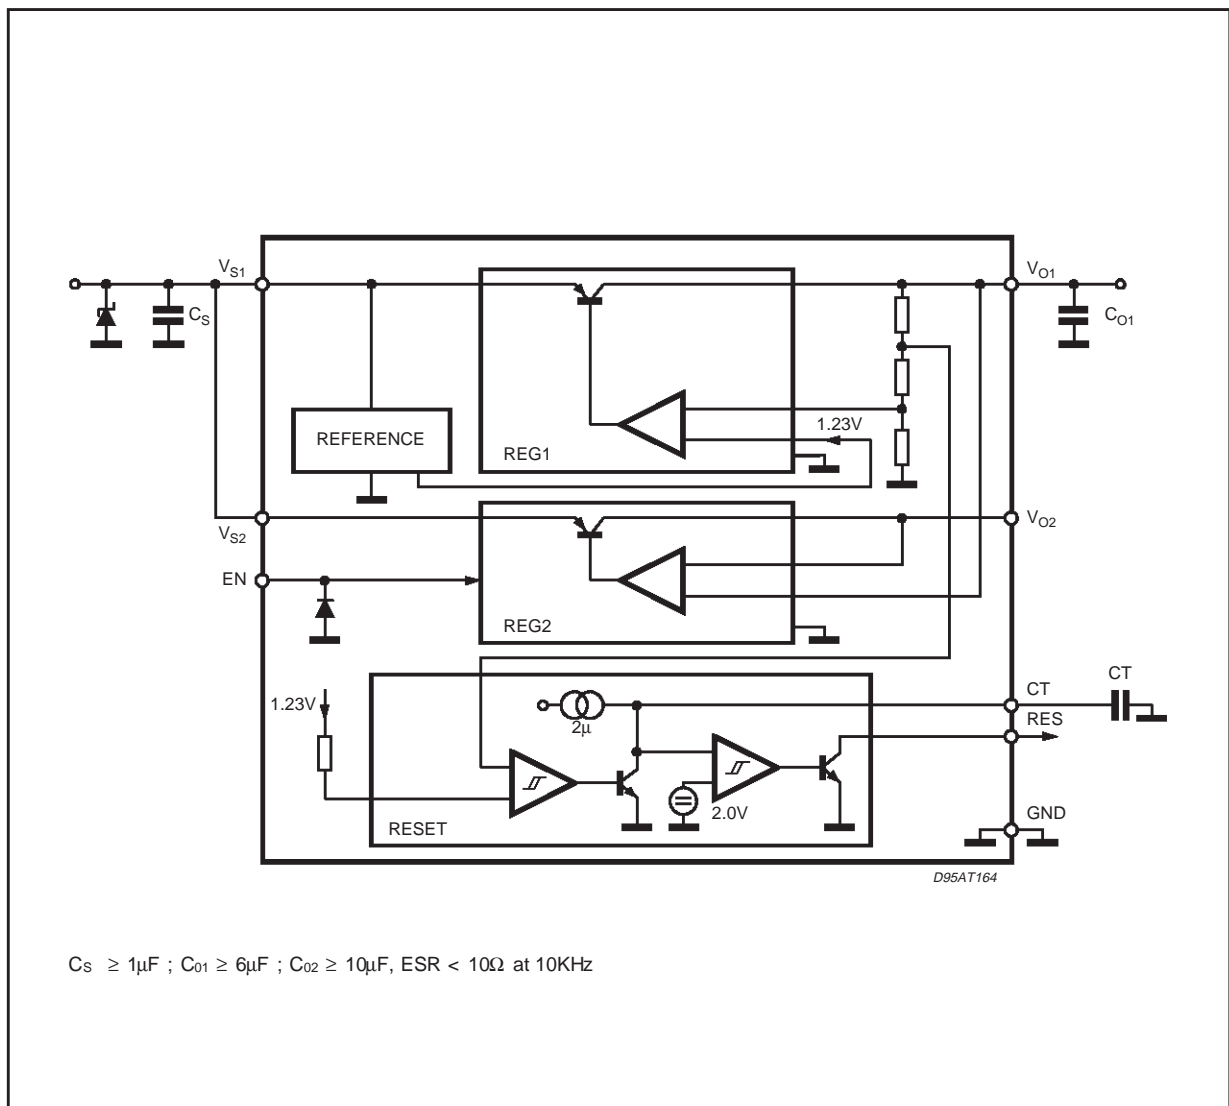 VS1
VO1
CS
CO1
REFERENCE
1.23V
REG1
VS2
VO2
EN
REG2
1.23V
2µ
CT
CT
RES
2.0V
RESET
GND
D95AT164
CS ≥ 1µF ; C01 ≥ 6µF ; C02 ≥ 10µF, ESR < 10Ω at 10KHz